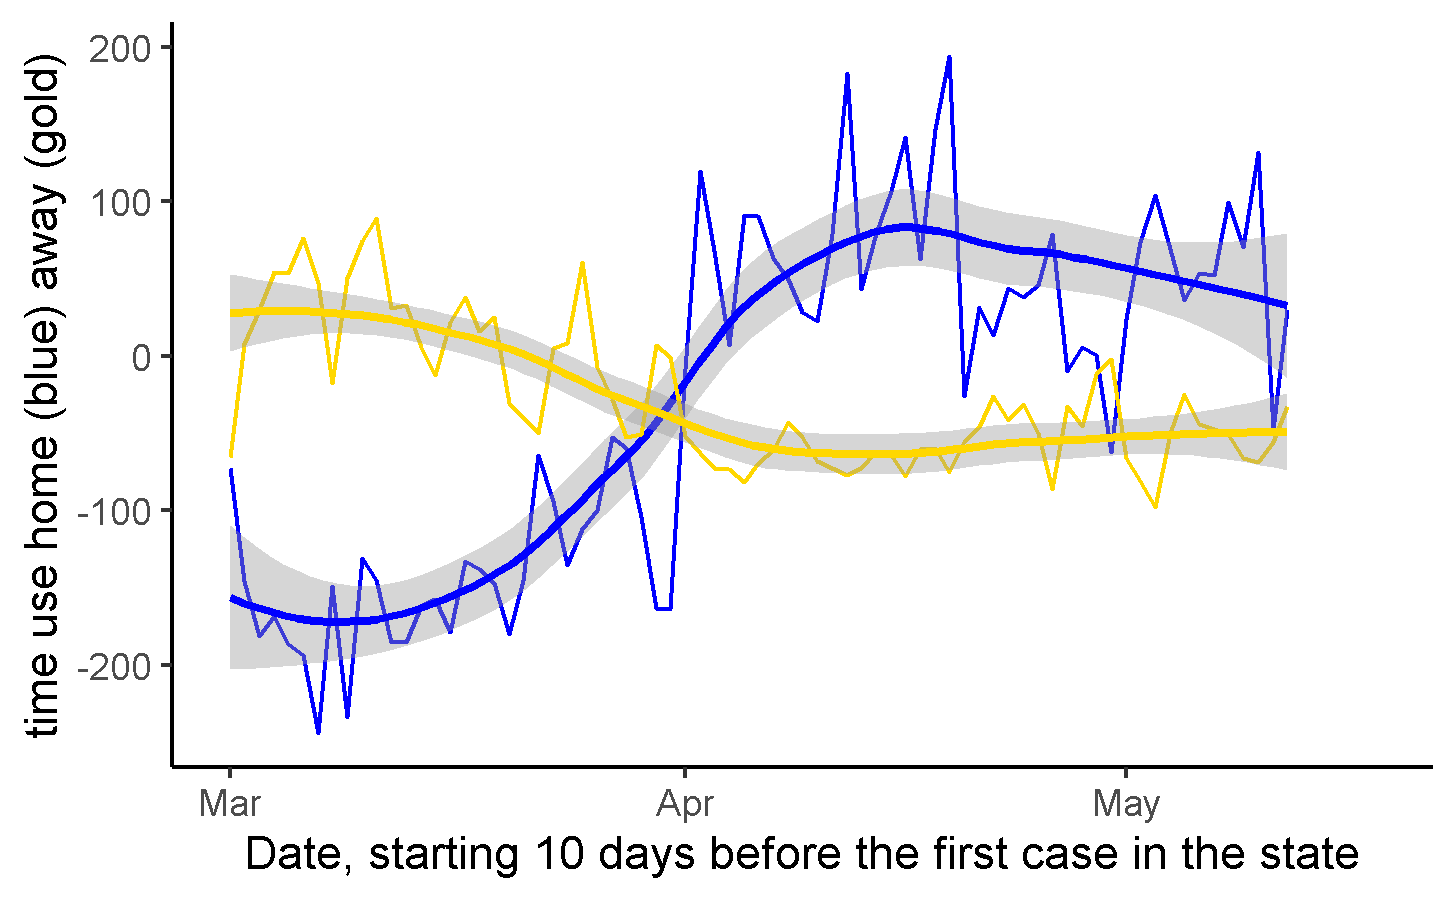 time use home (blue) away (gold)
200
100
0
-100
-200
Mar
Apr
May
Date, starting 10 days before the first case in the state